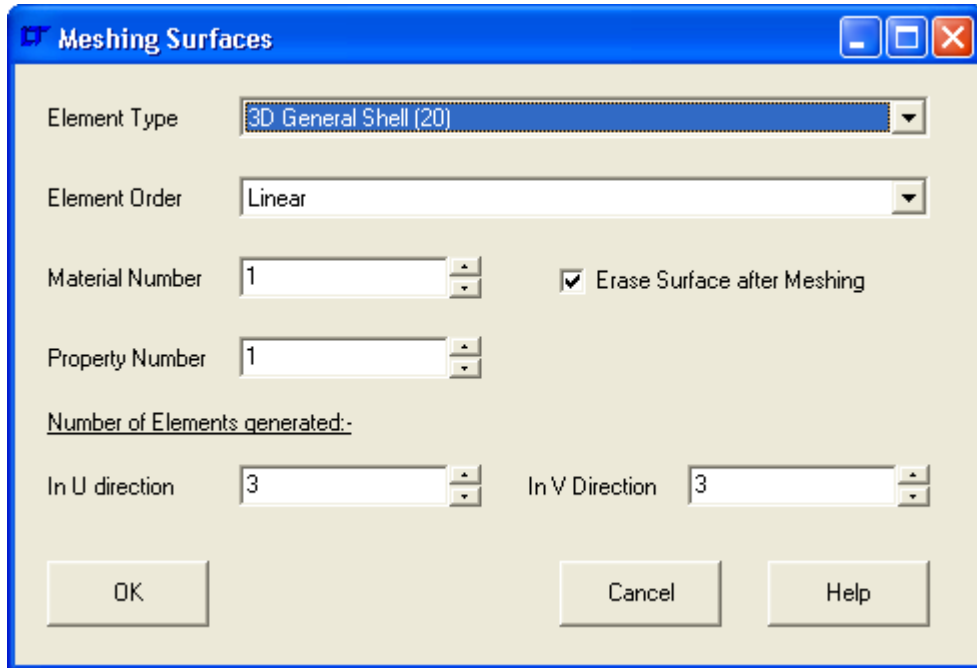 Meshing Surfaces
Element Type 3D General Shell (20)
Element Order Linear
Material Number 1 Erase Surface after Meshing
Property Number 1
Number of Elements generated:-
In U direction 3 In V Direction 3
OK Cancel Help